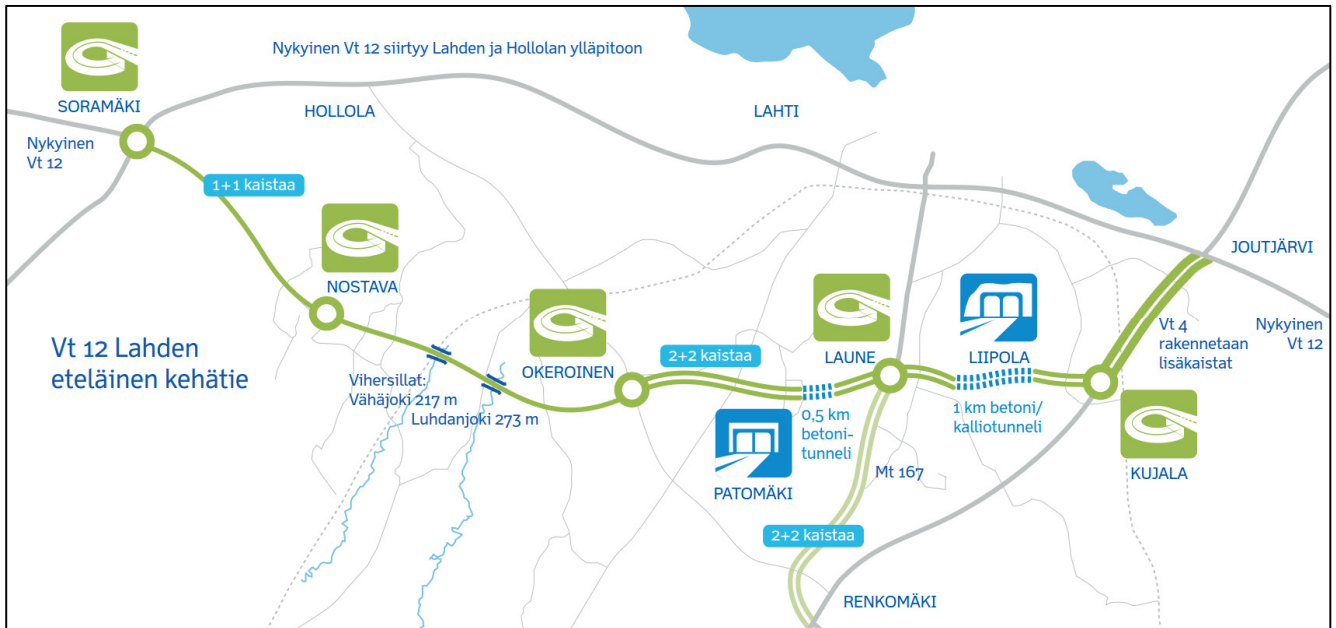 Nykyinen Vt 12 siirtyy Lahden ja Hollolan ylläpitoon
SORAMÄKI
HOLLOLA
LAHTI
Nykyinen
Vt 12
1+1 kaistaa
NOSTAVA
JOUTJÄRVI
Vt 12 Lahden
eteläinen kehätie
Vihersillat:
Vähäjoki 217 m
Luhdanjoki 273 m
OKEROINEN
2+2 kaistaa
LAUNE
LIIPOLA
Vt 4
rakennetaan
lisäkaistat
Nykyinen
Vt 12
0,5 km
betoni-
tunneli
1 km betoni/
kalliotunneli
PATOMÄKI
Mt 167
KUJALA
2+2 kaistaa
RENKOMÄKI